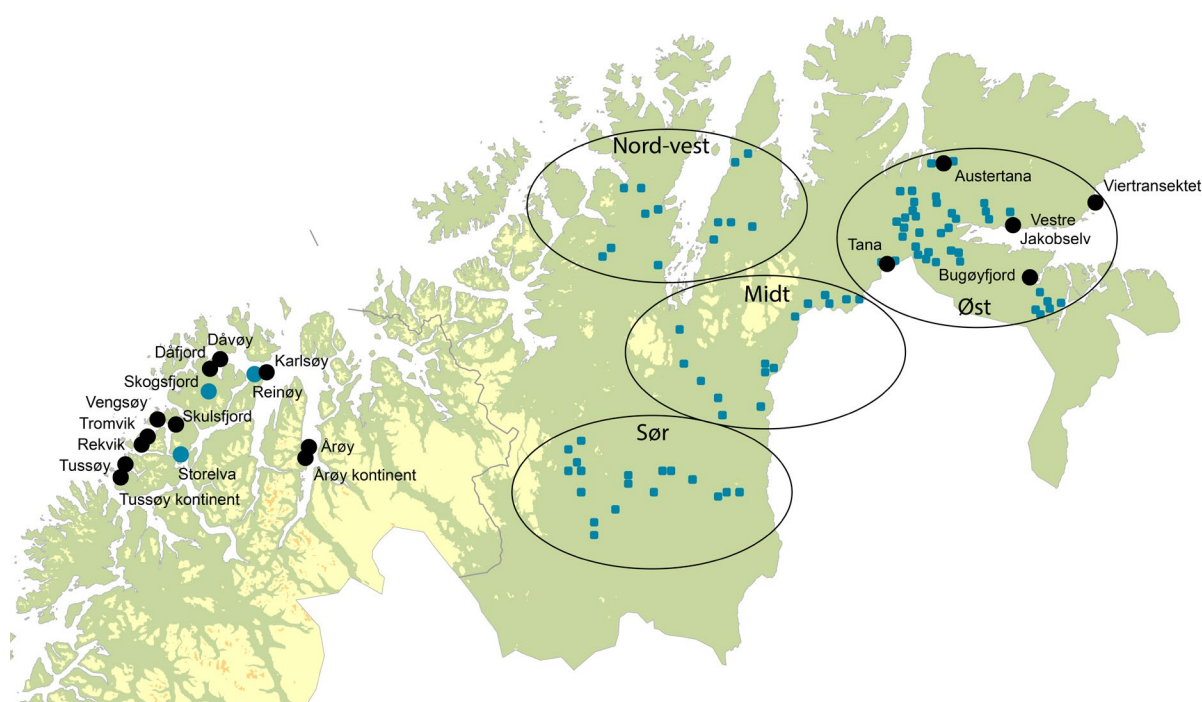 Nord-vest
Austertana
Viertransektet
Vestre
Jakobselv
Tana
Bugøyfjord
Øst
Midt
Dåvøy
Dåfjord
Karlsøy
Skogsfjord
Reinøy
Vengsøy
Skulsfjord
Tromvik
Rekvik
Sør
Årøy
Tussøy
Storelva
Årøy kontinent
Tussøy kontinent